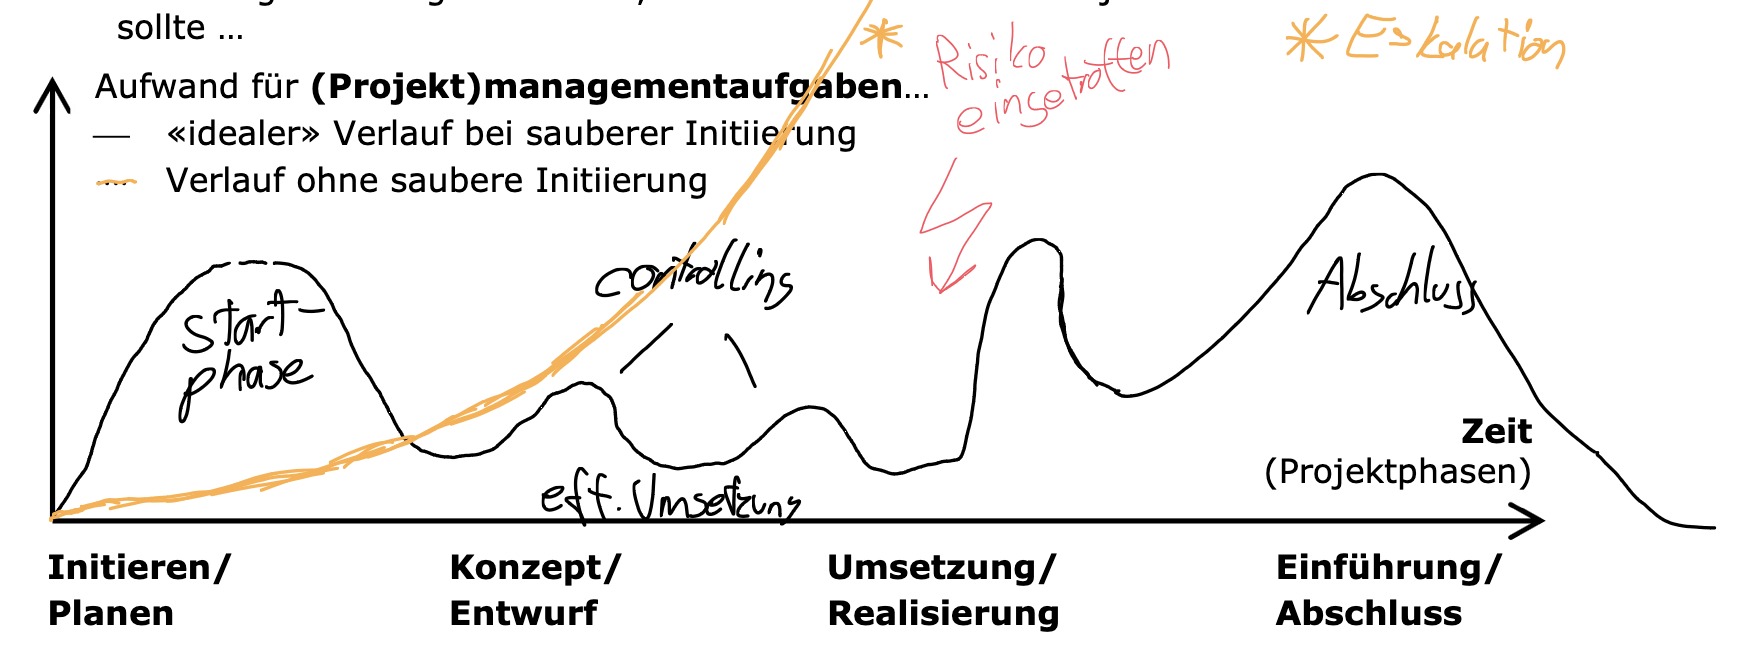 sollte ...
* Risiko
eingetroffen
* Eskalation
Aufwand für (Projekt)managementaufgaben...
— «idealer» Verlauf bei sauberer Initiierung
Verlauf ohne saubere Initiierung
controlling
Start-
phase
Abschluss
eff. Umsetzung
Zeit
(Projektphasen)
Initieren/
Planen
Konzept/
Entwurf
Umsetzung/
Realisierung
Einführung/
Abschluss